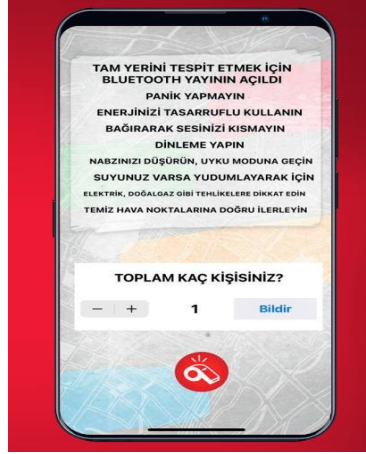 TAM YERİNİ TESPİT ETMEK İÇİN
BLUETOOTH YAYININ AÇILDI
PANİK YAPMAYIN
ENERJİNİZİ TASARRUFLU KULLANIN
BAĞIRARAK SESİNİZİ KISMAYIN
DİNLEME YAPIN
NABZINIZI DÜŞÜRÜN, UYKU MODUNA GEÇİN
SUYUNUZ VARSA YUDUMLAYARAK İÇİN
ELEKTRİK, DOĞALGAZ GİBİ TEHLİKELERE DİKKAT EDİN
TEMİZ HAVA NOKTALARINA DOĞRU İLERLEYİN
TOPLAM KAÇ KİŞİSİNİZ?
− + 1 Bildir